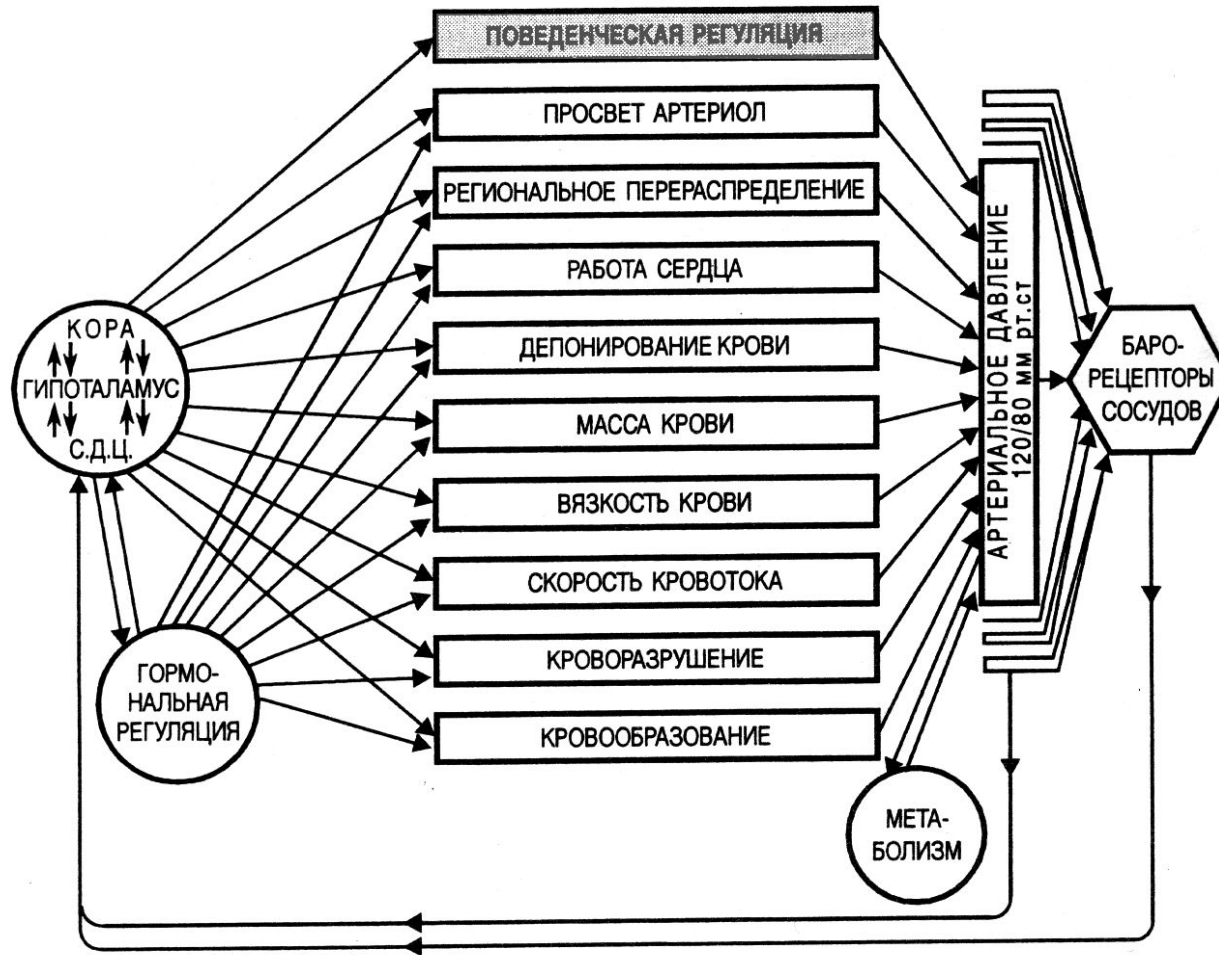 ПОВЕДЕНЧЕСКАЯ РЕГУЛЯЦИЯ
ПРОСВЕТ АРТЕРИОЛ
РЕГИОНАЛЬНОЕ ПЕРЕРАСПРЕДЕЛЕНИЕ
РАБОТА СЕРДЦА
ДЕПОНИРОВАНИЕ КРОВИ
МАССА КРОВИ
ВЯЗКОСТЬ КРОВИ
СКОРОСТЬ КРОВОТОКА
КРОВОРАЗРУШЕНИЕ
КРОВООБРАЗОВАНИЕ
КОРА
ГИПОТАЛАМУС
С.Д.Ц.
ГОРМО-
НАЛЬНАЯ
РЕГУЛЯЦИЯ
АРТЕРИАЛЬНОЕ ДАВЛЕНИЕ
120/80 мм рт.ст
БАРО-
РЕЦЕПТОРЫ
СОСУДОВ
МЕТА-
БОЛИЗМ